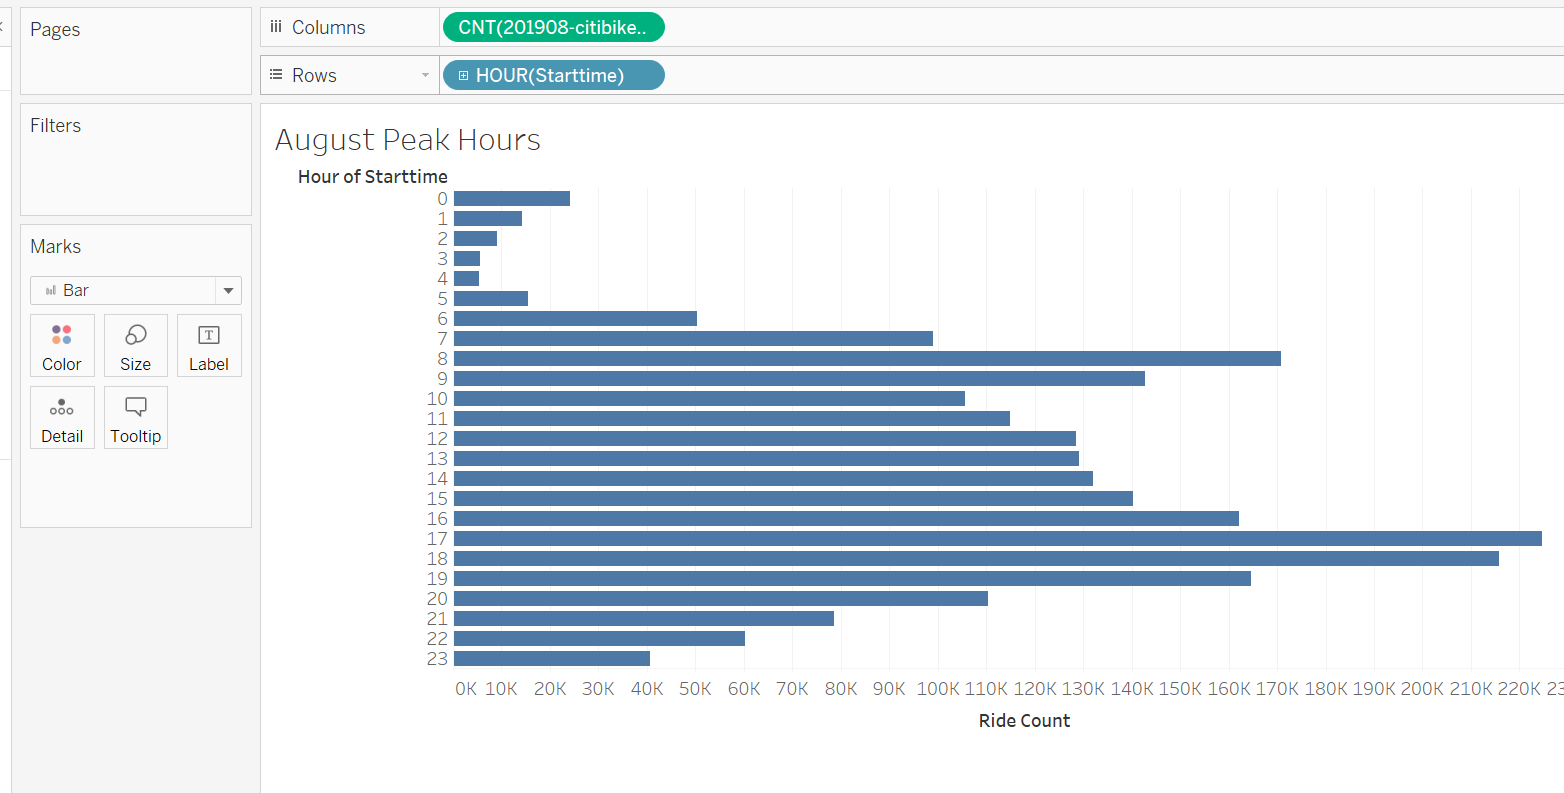 Pages
Columns CNT(201908-citibike..
Rows HOUR(Starttime)
Filters
Marks
Bar
Color Size Label
Detail Tooltip
August Peak Hours
Hour of Starttime
0
1
2
3
4
5
6
7
8
9
10
11
12
13
14
15
16
17
18
19
20
21
22
23
0K 10K 20K 30K 40K 50K 60K 70K 80K 90K 100K 110K 120K 130K 140K 150K 160K 170K 180K 190K 200K 210K 220K 23
Ride Count